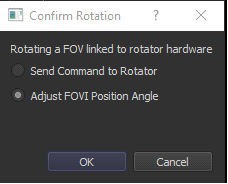 Confirm Rotation
?
Rotating a FOV linked to rotator hardware
Send Command to Rotator
Adjust FOVI Position Angle
OK
Cancel